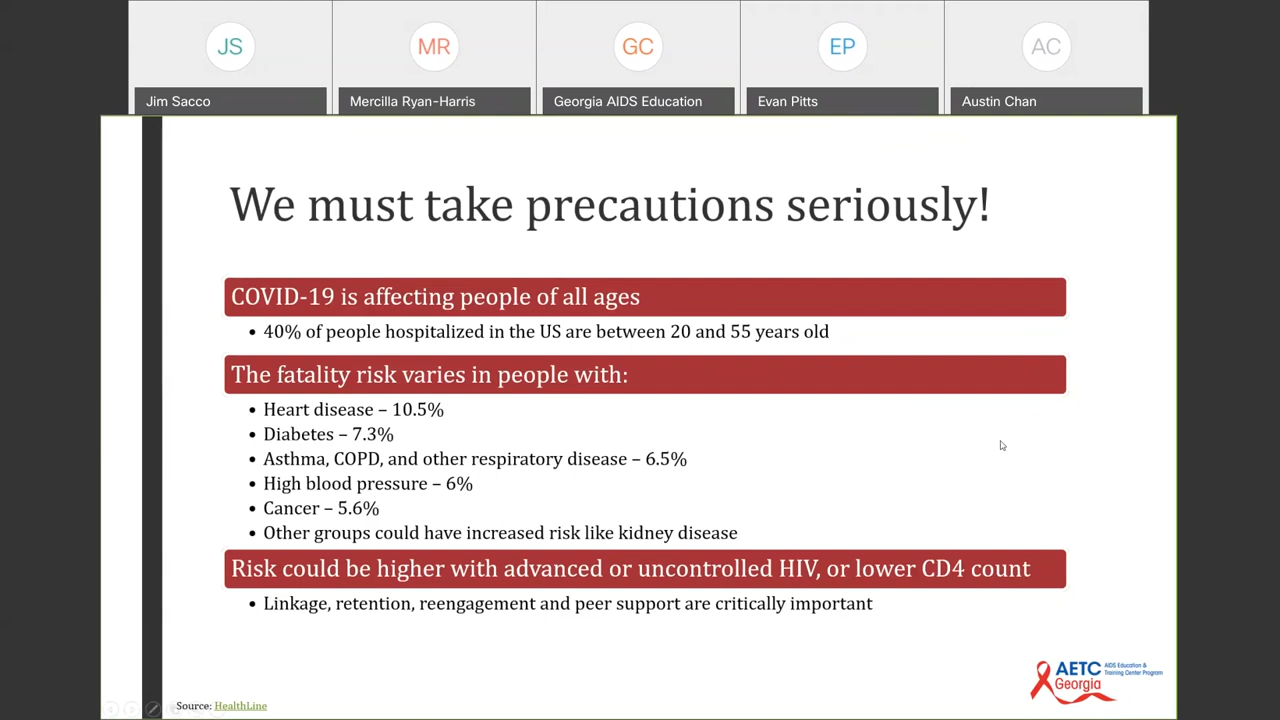 JS
MR
GC
EP
AC
Jim Sacco
Mercilla Ryan-Harris
Georgia AIDS Education
Evan Pitts
Austin Chan
We must take precautions seriously!
COVID-19 is affecting people of all ages
• 40% of people hospitalized in the US are between 20 and 55 years old
The fatality risk varies in people with:
• Heart disease – 10.5%
• Diabetes – 7.3%
• Asthma, COPD, and other respiratory disease – 6.5%
• High blood pressure – 6%
• Cancer – 5.6%
• Other groups could have increased risk like kidney disease
Risk could be higher with advanced or uncontrolled HIV, or lower CD4 count
• Linkage, retention, reengagement and peer support are critically important
AETC AIDS Education &
Training Center Program
Georgia
Source: HealthLine